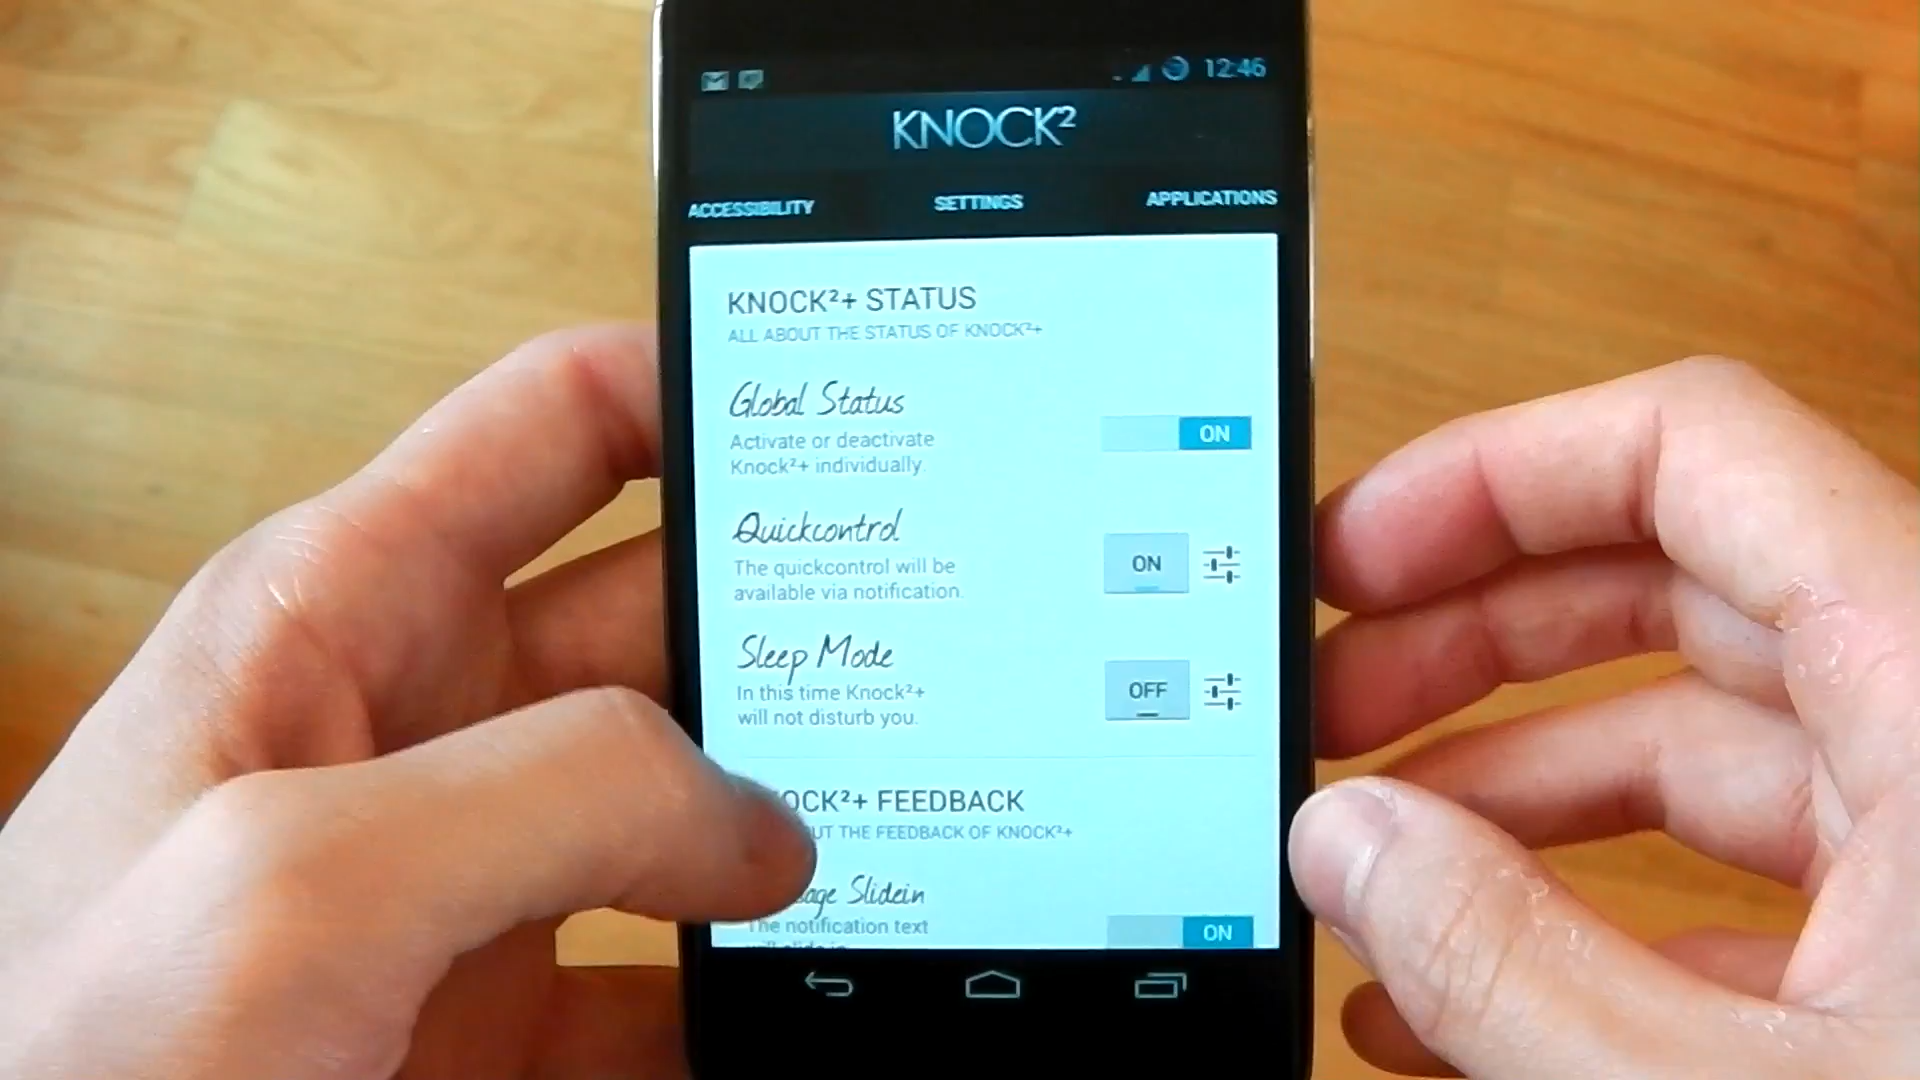 12:46
KNOCK²
ACCESSIBILITY
SETTINGS
APPLICATIONS
KNOCK²+ STATUS
ALL ABOUT THE STATUS OF KNOCK²+
Global Status
Activate or deactivate
Knock²+ individually.
ON
Quickcontrol
The quickcontrol will be
available via notification.
ON
Sleep Mode
In this time Knock²+
will not disturb you.
OFF
OCK²+ FEEDBACK
UT THE FEEDBACK OF KNOCK²+
age Slidein
The notification text
ON